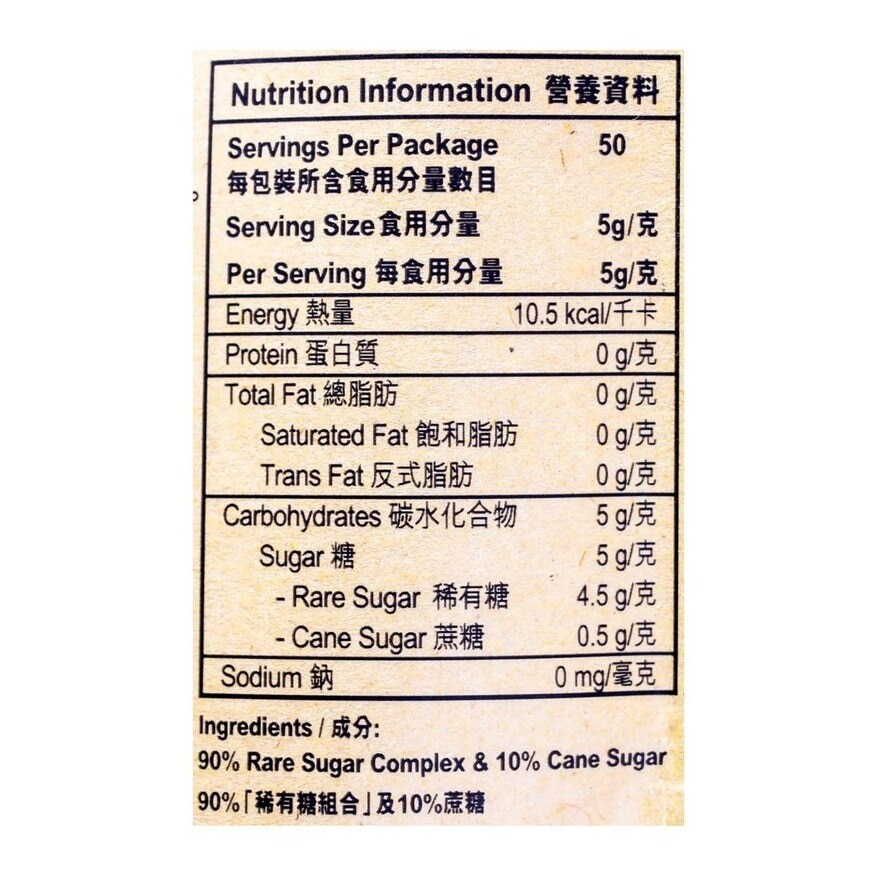 Nutrition Information 營養資料
Servings Per Package 50
每包裝所含食用分量數目
Serving Size食用分量 5g/克
Per Serving 每食用分量 5g/克
Energy 熱量 10.5 kcal/千卡
Protein 蛋白質 0 g/克
Total Fat 總脂肪 0 g/克
Saturated Fat 飽和脂肪 0 g/克
Trans Fat 反式脂肪 0 g/克
Carbohydrates 碳水化合物 5 g/克
Sugar 糖 5 g/克
- Rare Sugar 稀有糖 4.5 g/克
- Cane Sugar 蔗糖 0.5 g/克
Sodium 鈉 0 mg/毫克
Ingredients / 成分:
90% Rare Sugar Complex & 10% Cane Sugar
90%「稀有糖組合」及10%蔗糖